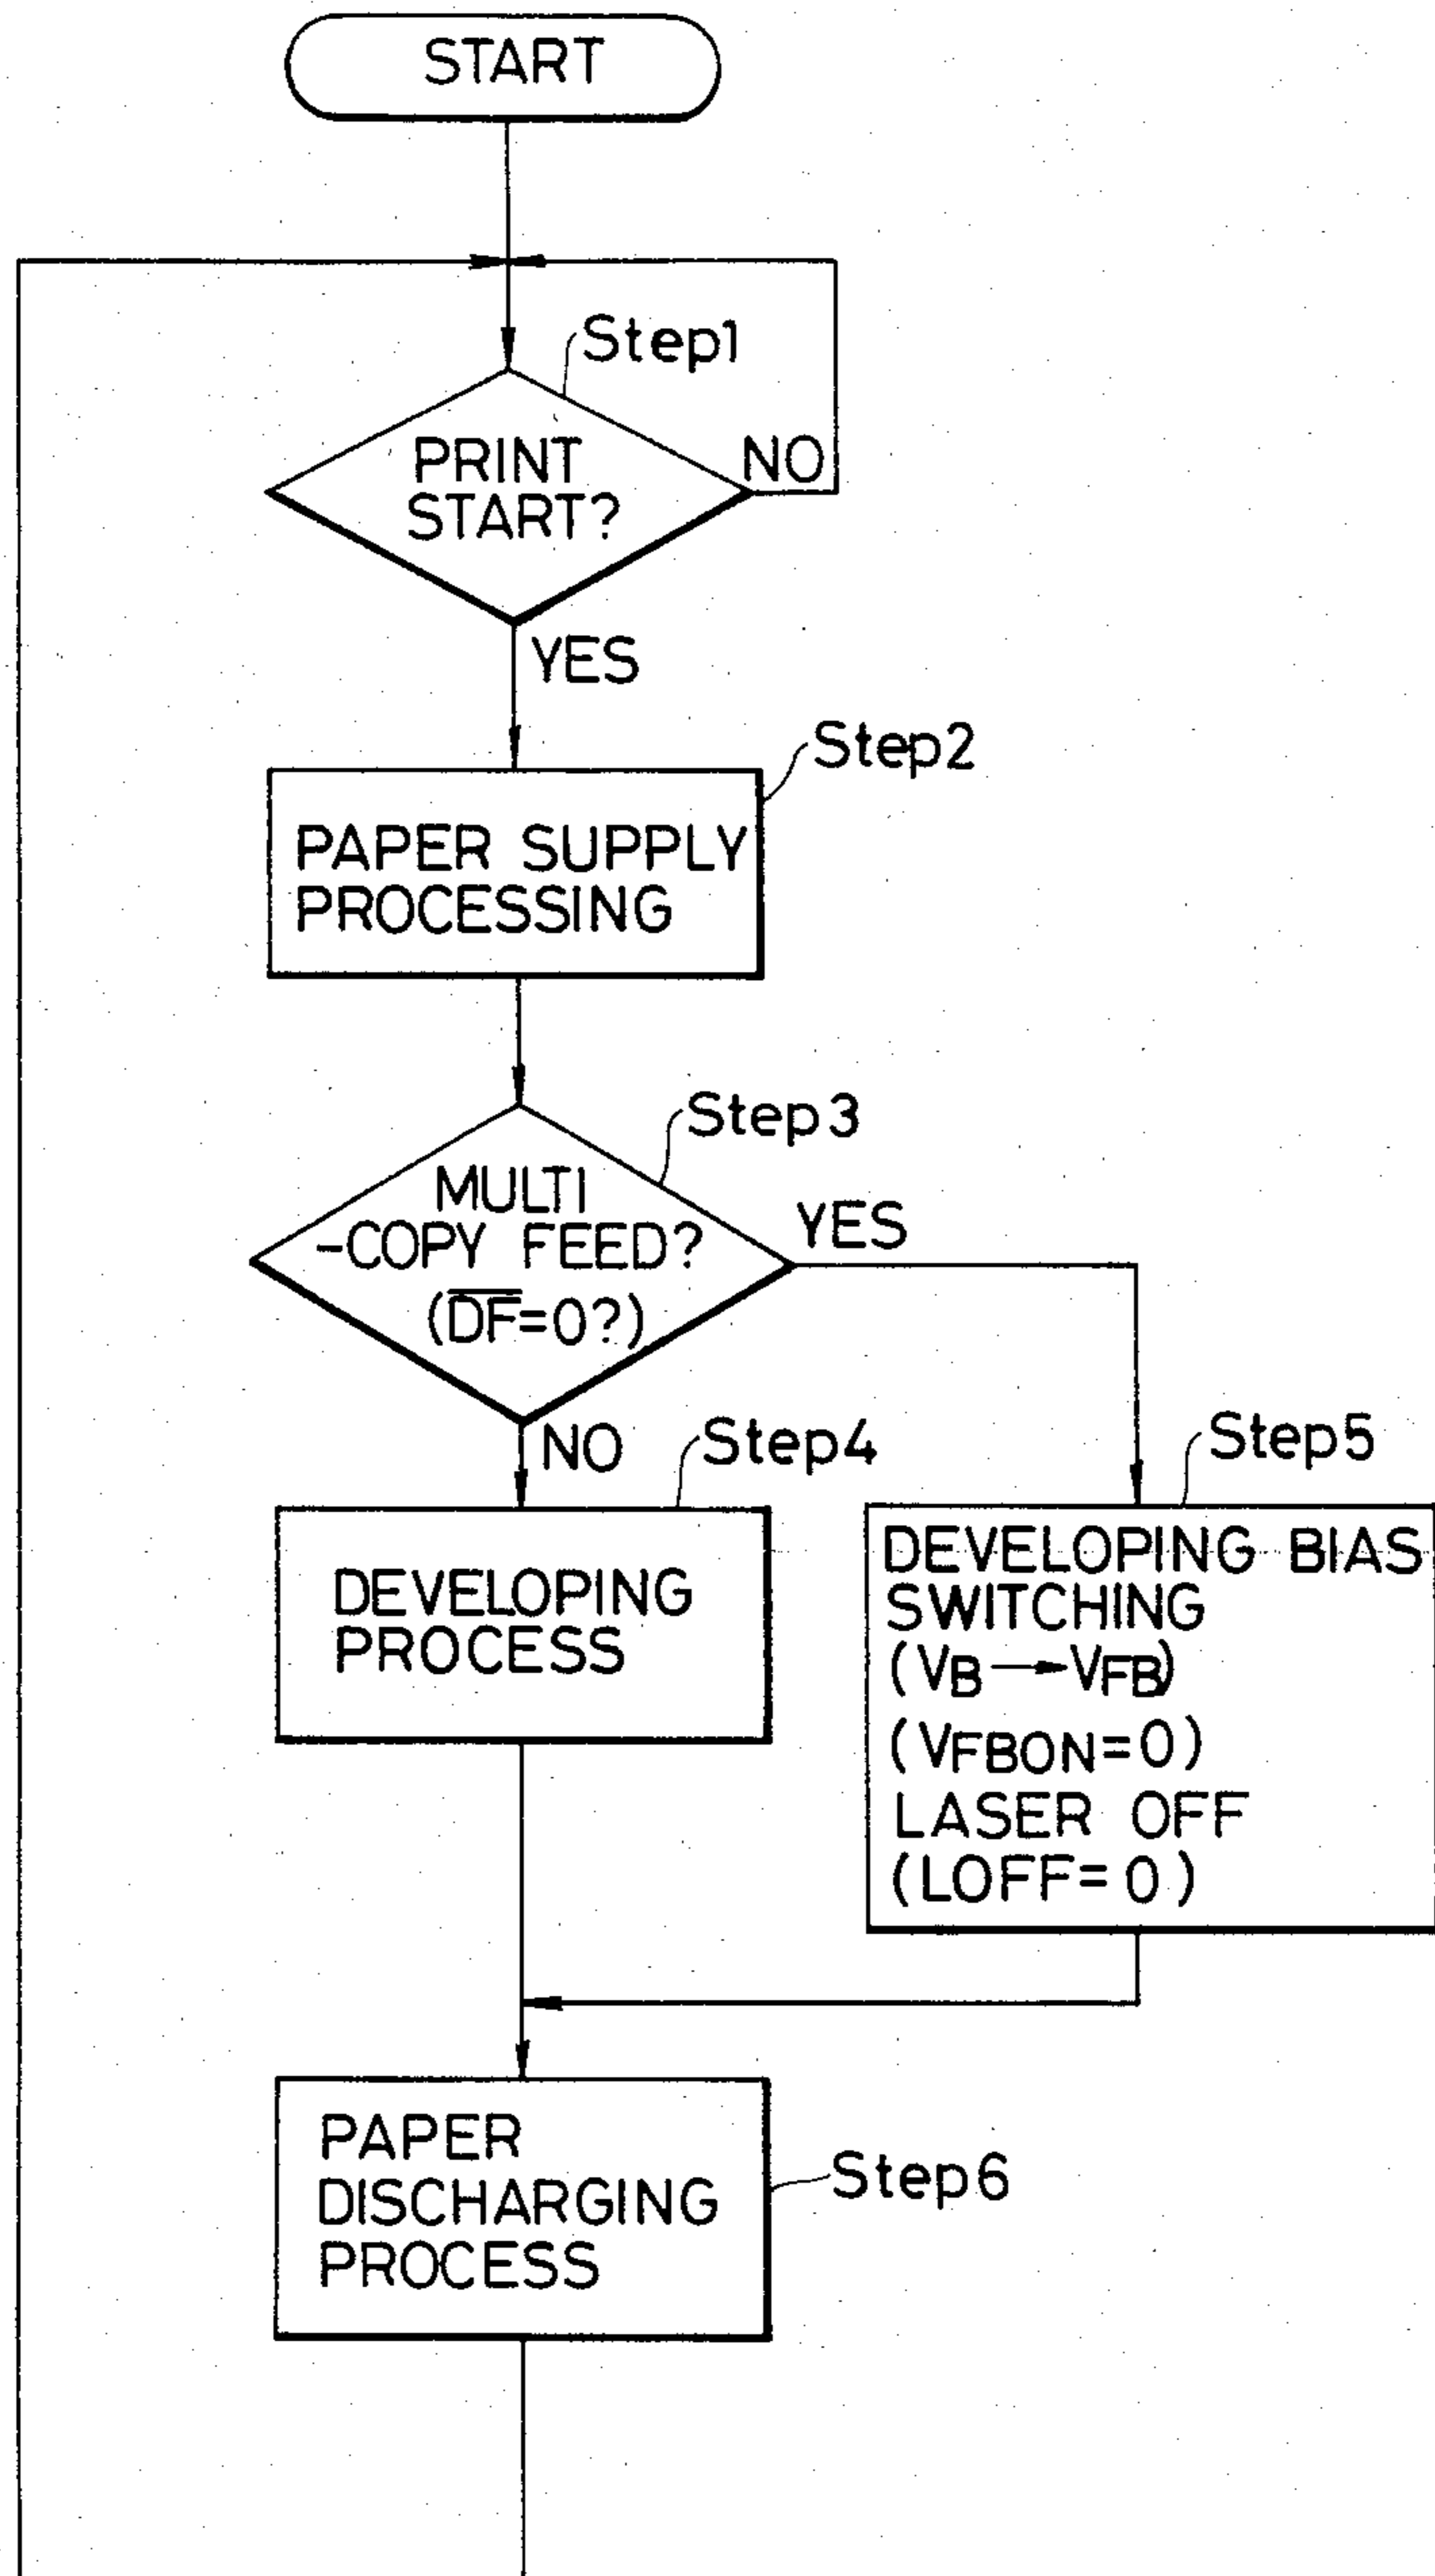 START
Step1
PRINT
START?
NO
YES
Step2
PAPER SUPPLY
PROCESSING
Step3
MULTI
-COPY FEED?
(D̅F̅=0?)
YES
NO
Step4
DEVELOPING
PROCESS
Step5
DEVELOPING BIAS
SWITCHING
(VB→VFB)
(VFBON=0)
LASER OFF
(LOFF=0)
PAPER
DISCHARGING
PROCESS
Step6